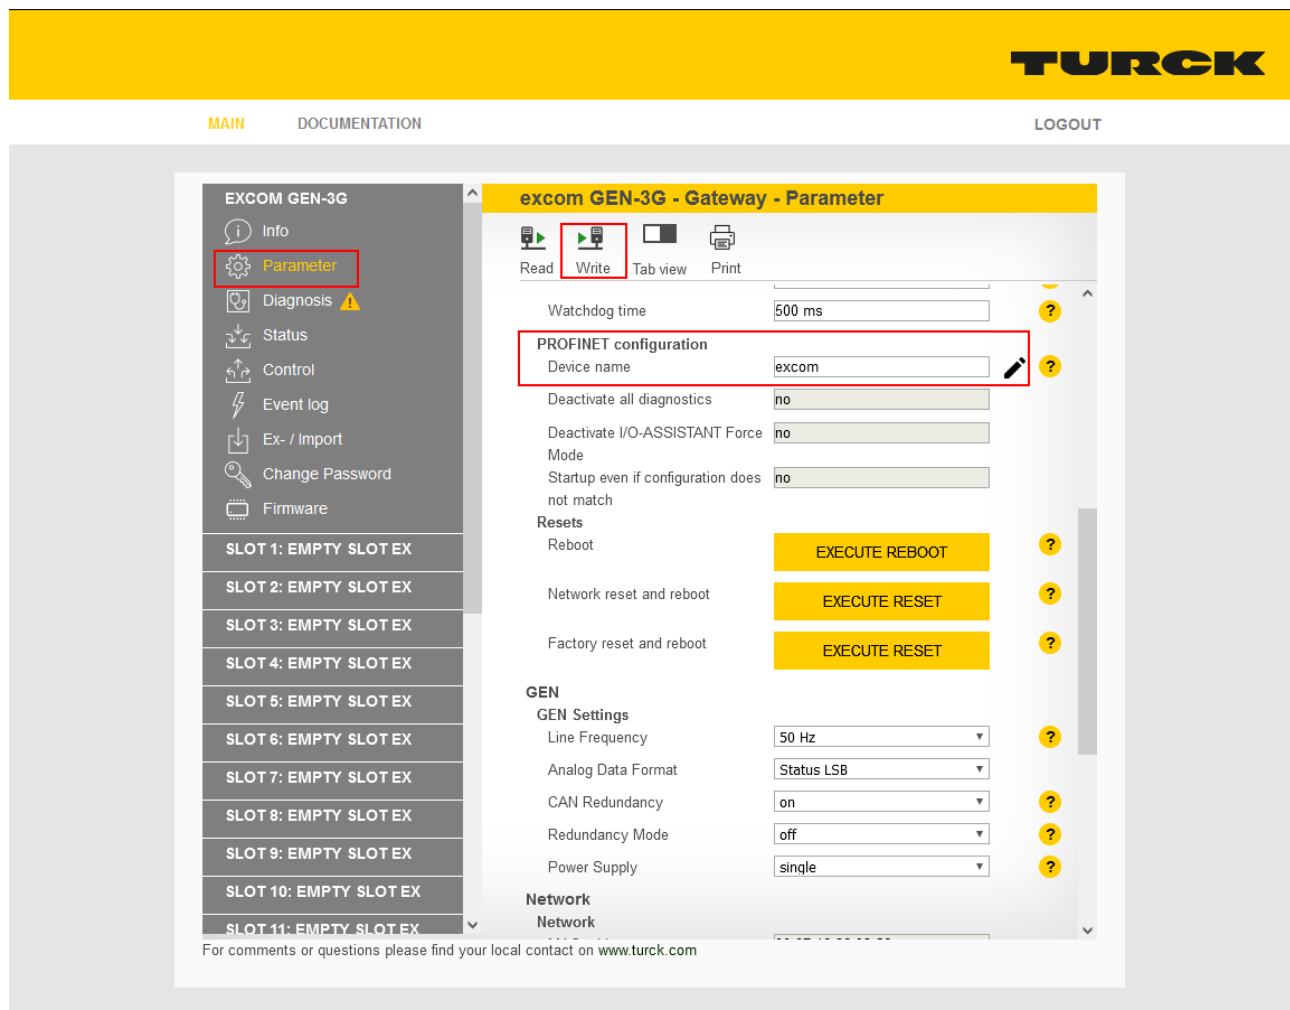 TURCK
MAIN DOCUMENTATION LOGOUT
EXCOM GEN-3G
Info
Parameter
Diagnosis
Status
Control
Event log
Ex- / Import
Change Password
Firmware
SLOT 1: EMPTY SLOT EX
SLOT 2: EMPTY SLOT EX
SLOT 3: EMPTY SLOT EX
SLOT 4: EMPTY SLOT EX
SLOT 5: EMPTY SLOT EX
SLOT 6: EMPTY SLOT EX
SLOT 7: EMPTY SLOT EX
SLOT 8: EMPTY SLOT EX
SLOT 9: EMPTY SLOT EX
SLOT 10: EMPTY SLOT EX
SLOT 11: EMPTY SLOT EX
excom GEN-3G - Gateway - Parameter
Read Write Tab view Print
Watchdog time 500 ms ?
PROFINET configuration
Device name excom ?
Deactivate all diagnostics no
Deactivate I/O-ASSISTANT Force no
Mode
Startup even if configuration does no
not match
Resets
Reboot EXECUTE REBOOT ?
Network reset and reboot EXECUTE RESET ?
Factory reset and reboot EXECUTE RESET ?
GEN
GEN Settings
Line Frequency 50 Hz ?
Analog Data Format Status LSB
CAN Redundancy on ?
Redundancy Mode off ?
Power Supply single ?
Network
Network
For comments or questions please find your local contact on www.turck.com